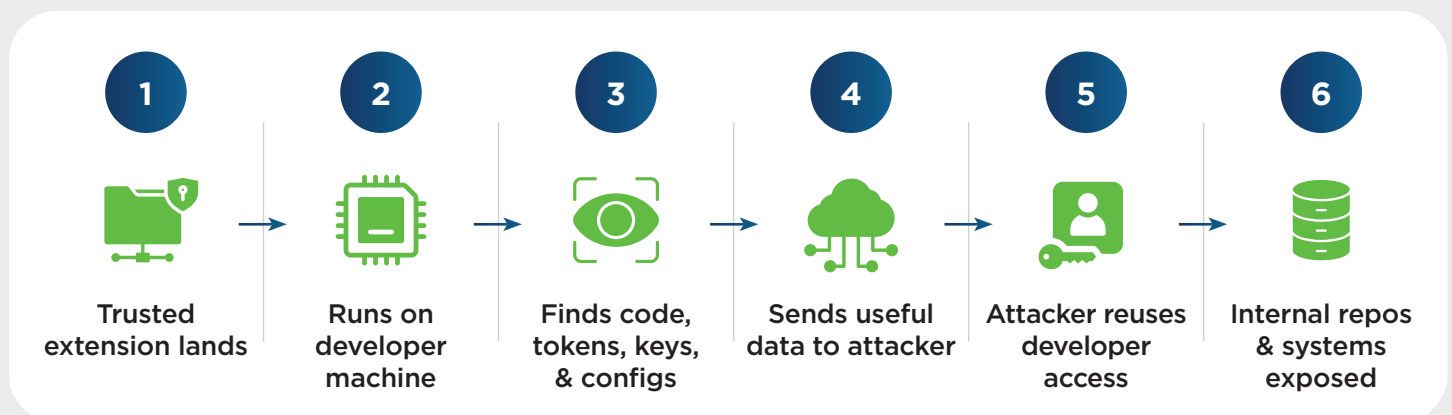 1
2
3
4
5
6
Trusted
extension lands
Runs on
developer
machine
Finds code,
tokens, keys,
& configs
Sends useful
data to attacker
Attacker reuses
developer
access
Internal repos
& systems
exposed